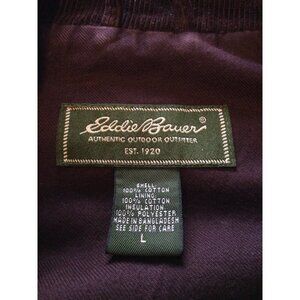 Eddie Bauer
AUTHENTIC OUTDOOR OUTFITTER
EST. 1920
SHELL
100% COTTON
LINING
100% COTTON
INSULATION
100% POLYESTER
MADE IN BANGLADESH
SEE SIDE FOR CARE
L